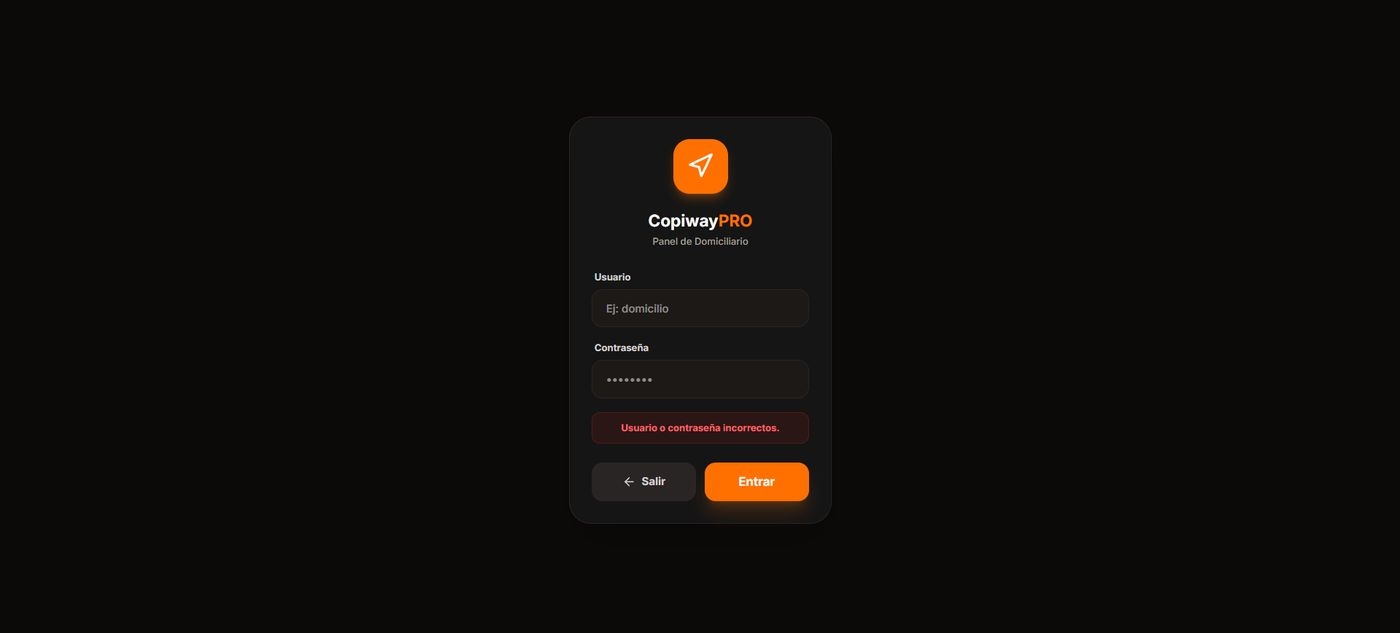 CopiwayPRO
Panel de Domiciliario
Usuario
Ej: domicilio
Contraseña
••••••••
Usuario o contraseña incorrectos.
← Salir
Entrar